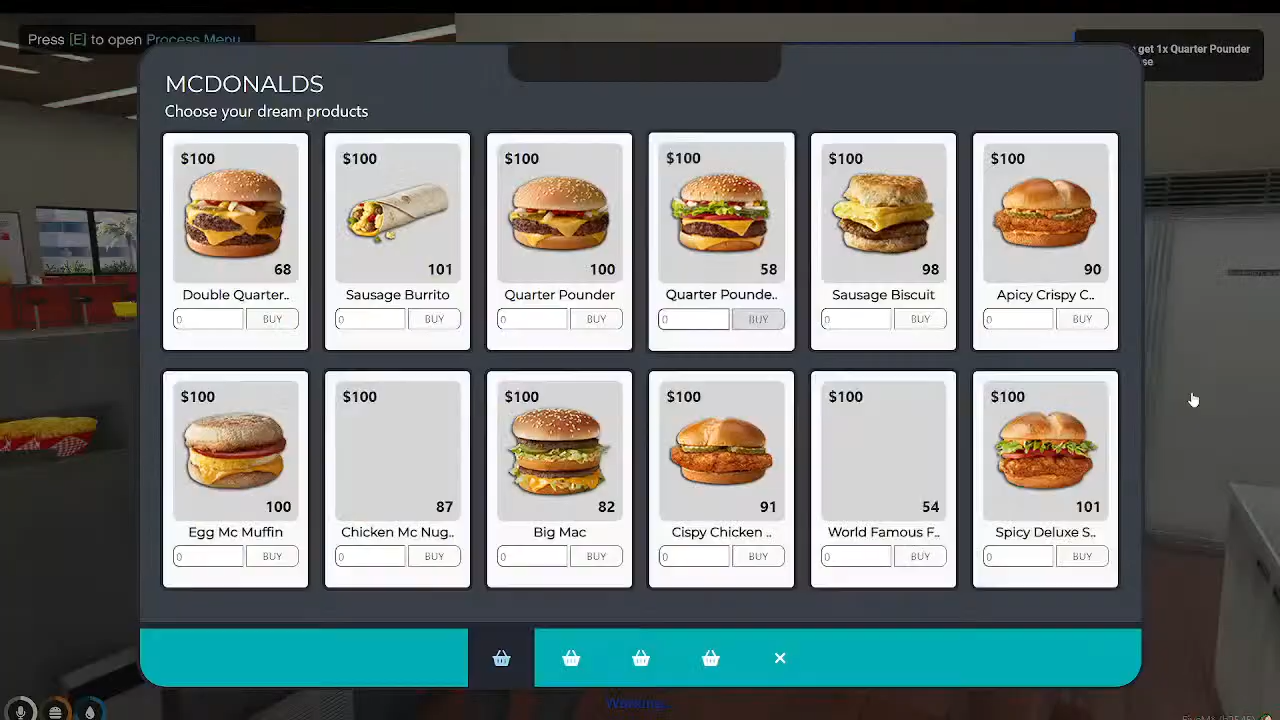 Press [E] to open Process Menu
get 1x Quarter Pounder
se
MCDONALDS
Choose your dream products
$100 $100 $100 $100 $100 $100
68 101 100 58 98 90
Double Quarter.. Sausage Burrito Quarter Pounder Quarter Pounde.. Sausage Biscuit Apicy Crispy C..
0 BUY 0 BUY 0 BUY 0 BUY 0 BUY 0 BUY
$100 $100 $100 $100 $100 $100
100 87 82 91 54 101
Egg Mc Muffin Chicken Mc Nug.. Big Mac Cispy Chicken .. World Famous F.. Spicy Deluxe S..
0 BUY 0 BUY 0 BUY 0 BUY 0 BUY 0 BUY